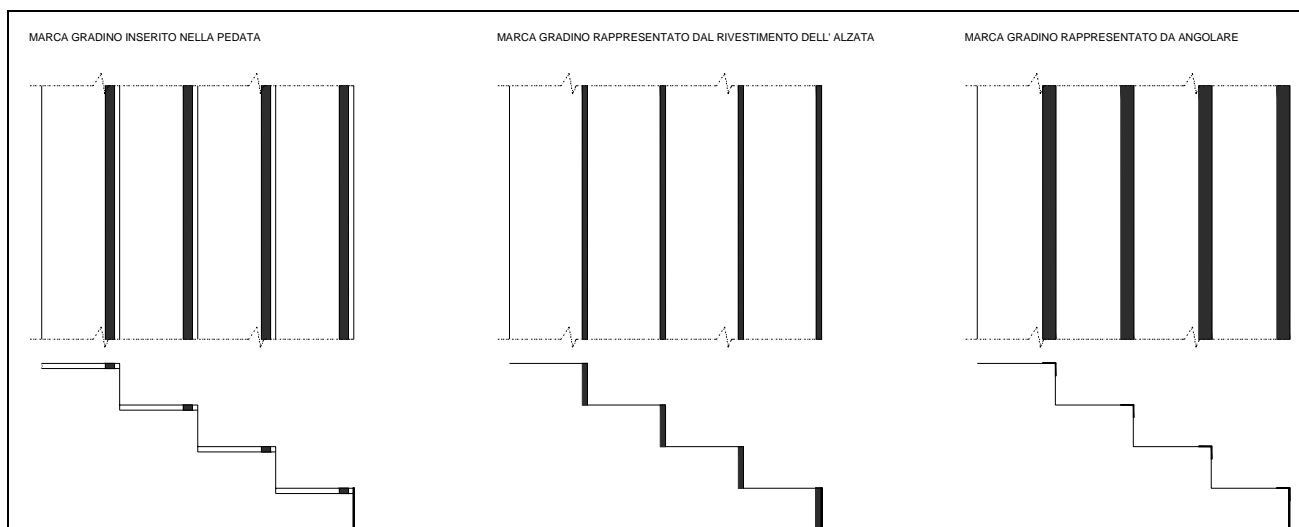 MARCA GRADINO INSERITO NELLA PEDATA
MARCA GRADINO RAPPRESENTATO DAL RIVESTIMENTO DELL' ALZATA
MARCA GRADINO RAPPRESENTATO DA ANGOLARE